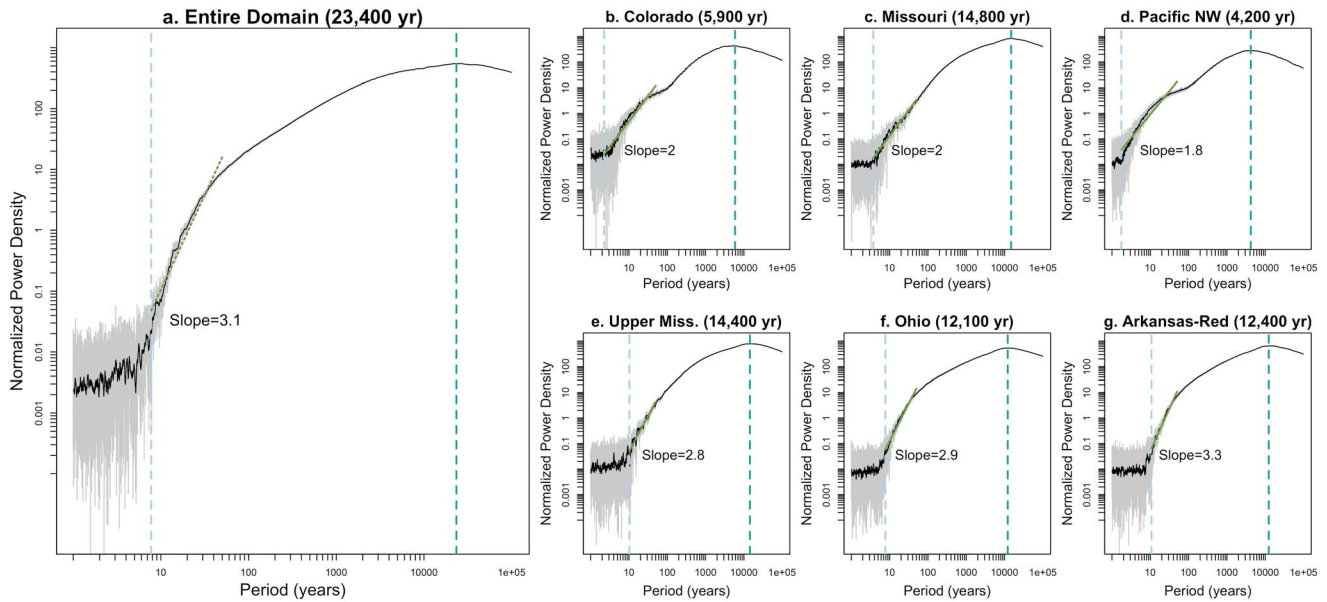 a. Entire Domain (23,400 yr)
Normalized Power Density
100
10
1
0.1
0.01
0.001
Slope=3.1
10
100
1000
10000
1e+05
Period (years)
b. Colorado (5,900 yr)
Normalized Power Density
100
10
1
0.1
0.01
0.001
Slope=2
10
100
1000
10000
1e+05
Period (years)
c. Missouri (14,800 yr)
Normalized Power Density
100
10
1
0.1
0.01
0.001
Slope=2
10
100
1000
10000
1e+05
Period (years)
d. Pacific NW (4,200 yr)
Normalized Power Density
100
10
1
0.1
0.01
0.001
Slope=1.8
10
100
1000
10000
1e+05
Period (years)
e. Upper Miss. (14,400 yr)
Normalized Power Density
100
10
1
0.1
0.01
0.001
Slope=2.8
10
100
1000
10000
1e+05
Period (years)
f. Ohio (12,100 yr)
Normalized Power Density
100
10
1
0.1
0.01
0.001
Slope=2.9
10
100
1000
10000
1e+05
Period (years)
g. Arkansas-Red (12,400 yr)
Normalized Power Density
100
10
1
0.1
0.01
0.001
Slope=3.3
10
100
1000
10000
1e+05
Period (years)